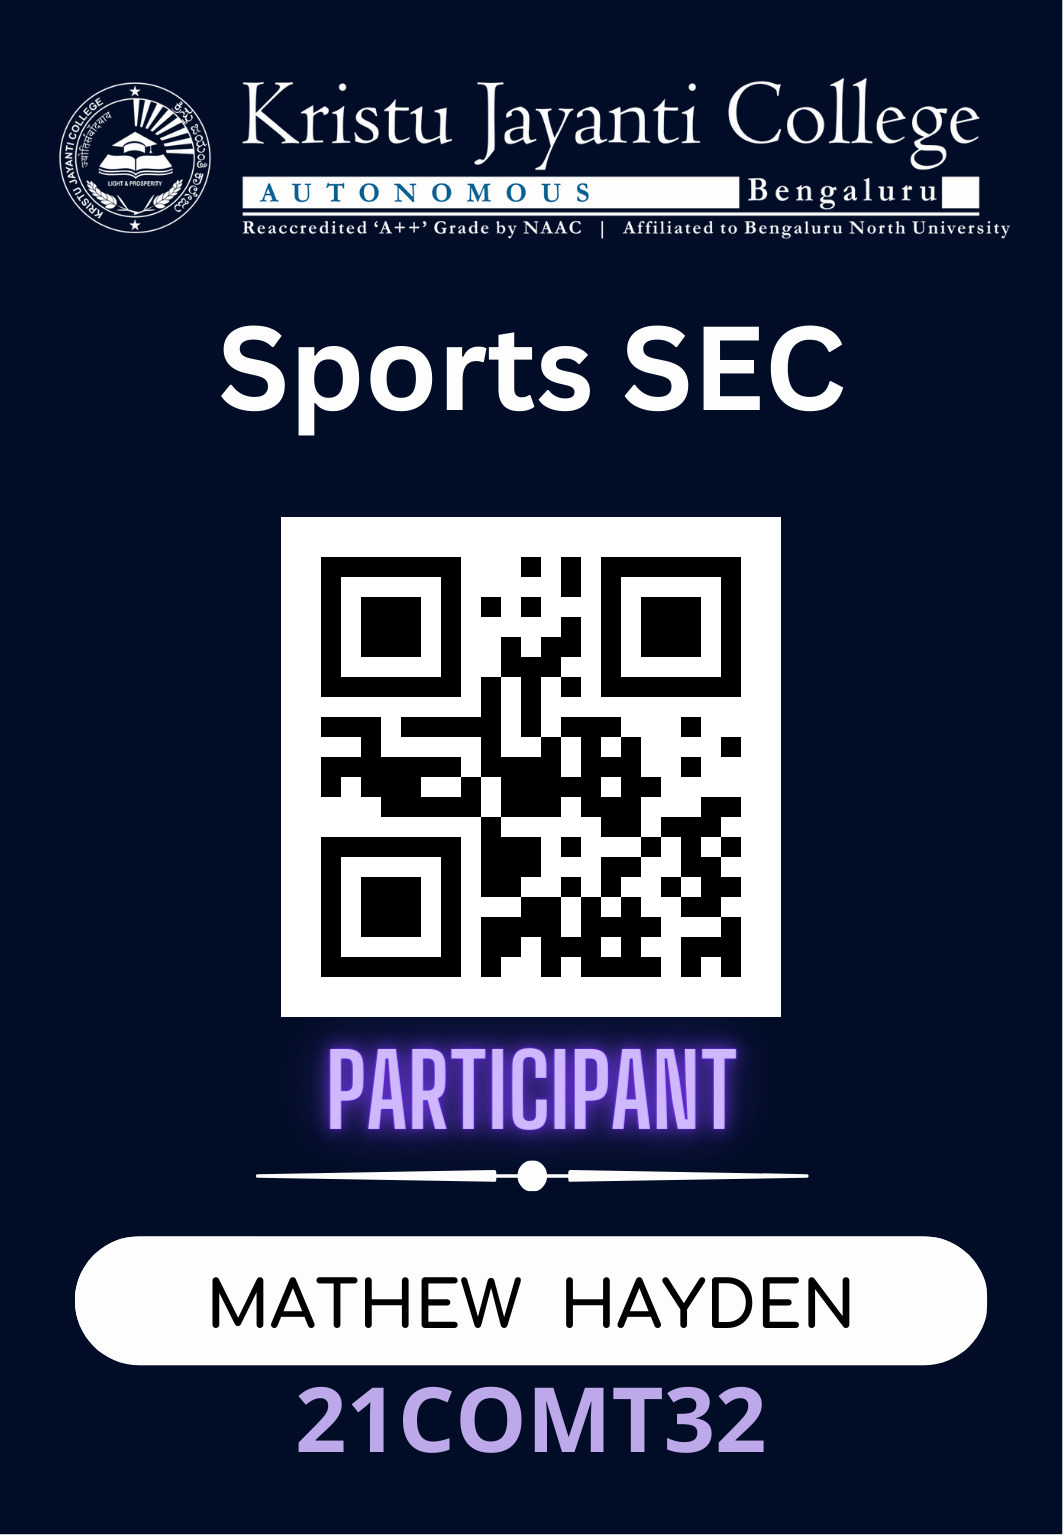 KRISTU JAYANTI COLLEGE
ಕ್ರಿಸ್ತು ಜಯಂತಿ ಕಾಲೇಜು
LIGHT & PROSPERITY
Kristu Jayanti College
AUTONOMOUS Bengaluru
Reaccredited ‘A++’ Grade by NAAC | Affiliated to Bengaluru North University
Sports SEC
PARTICIPANT
MATHEW HAYDEN
21COMT32